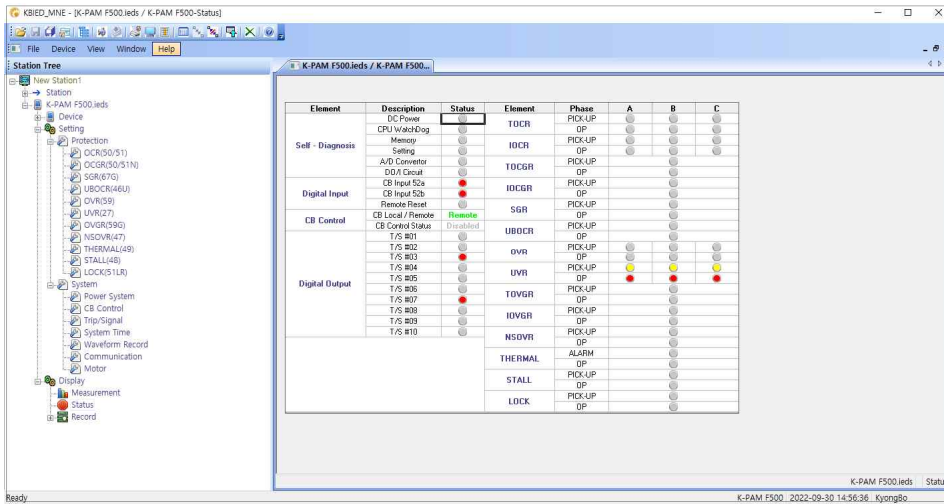 KBIED_MNE - [K-PAM F500.ieds / K-PAM F500-Status]
File Device View Window Help
Station Tree
K-PAM F500.ieds / K-PAM F500...
New Station1
Station
K-PAM F500.ieds
Device
Setting
Protection
OCR(50/51)
OCGR(50/51N)
SGR(67G)
UBOCR(46U)
OVR(59)
UVR(27)
OVGR(59G)
NSOVR(47)
THERMAL(49)
STALL(48)
LOCK(51LR)
System
Power System
CB Control
Trip/Signal
System Time
Waveform Record
Communication
Motor
Display
Measurement
Status
Record
Element Description Status Element Phase A B C
Self - Diagnosis
DC Power
CPU WatchDog
Memory
Setting
A/D Convertor
DO/I Circuit
Digital Input
CB Input 52a
CB Input 52b
Remote Reset
CB Control
CB Local / Remote Remote
CB Control Status Disabled
Digital Output
T/S #01
T/S #02
T/S #03
T/S #04
T/S #05
T/S #06
T/S #07
T/S #08
T/S #09
T/S #10
TOCR
PICK-UP
OP
IOCR
PICK-UP
OP
TOCGR
PICK-UP
OP
IOCGR
PICK-UP
OP
SGR
PICK-UP
OP
UBOCR
PICK-UP
OP
OVR
PICK-UP
OP
UVR
PICK-UP
OP
TOVGR
PICK-UP
OP
IOVGR
PICK-UP
OP
NSOVR
PICK-UP
OP
THERMAL
ALARM
OP
STALL
PICK-UP
OP
LOCK
PICK-UP
OP
K-PAM F500.ieds Statu
Ready
K-PAM F500 2022-09-30 14:56:36 KyongBo